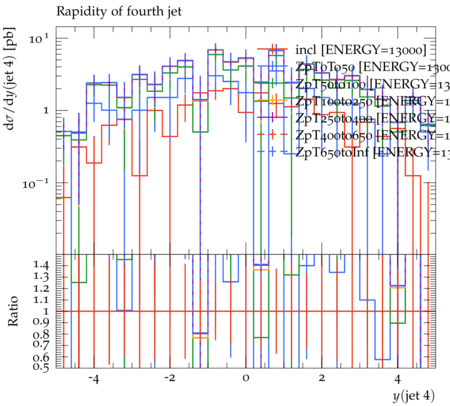 Rapidity of fourth jet
dσ/dy(jet 4) [pb]
10¹
1
10⁻¹
incl [ENERGY=13000]
ZpT0to50 [ENERGY=1300
ZpT50to100 [ENERGY=13
ZpT100to250 [ENERGY=1
ZpT250to400 [ENERGY=1
ZpT400to650 [ENERGY=1
ZpT650toInf [ENERGY=13
Ratio
1.4
1.3
1.2
1.1
1
0.9
0.8
0.7
0.6
0.5
-4
-2
0
2
4
y(jet 4)